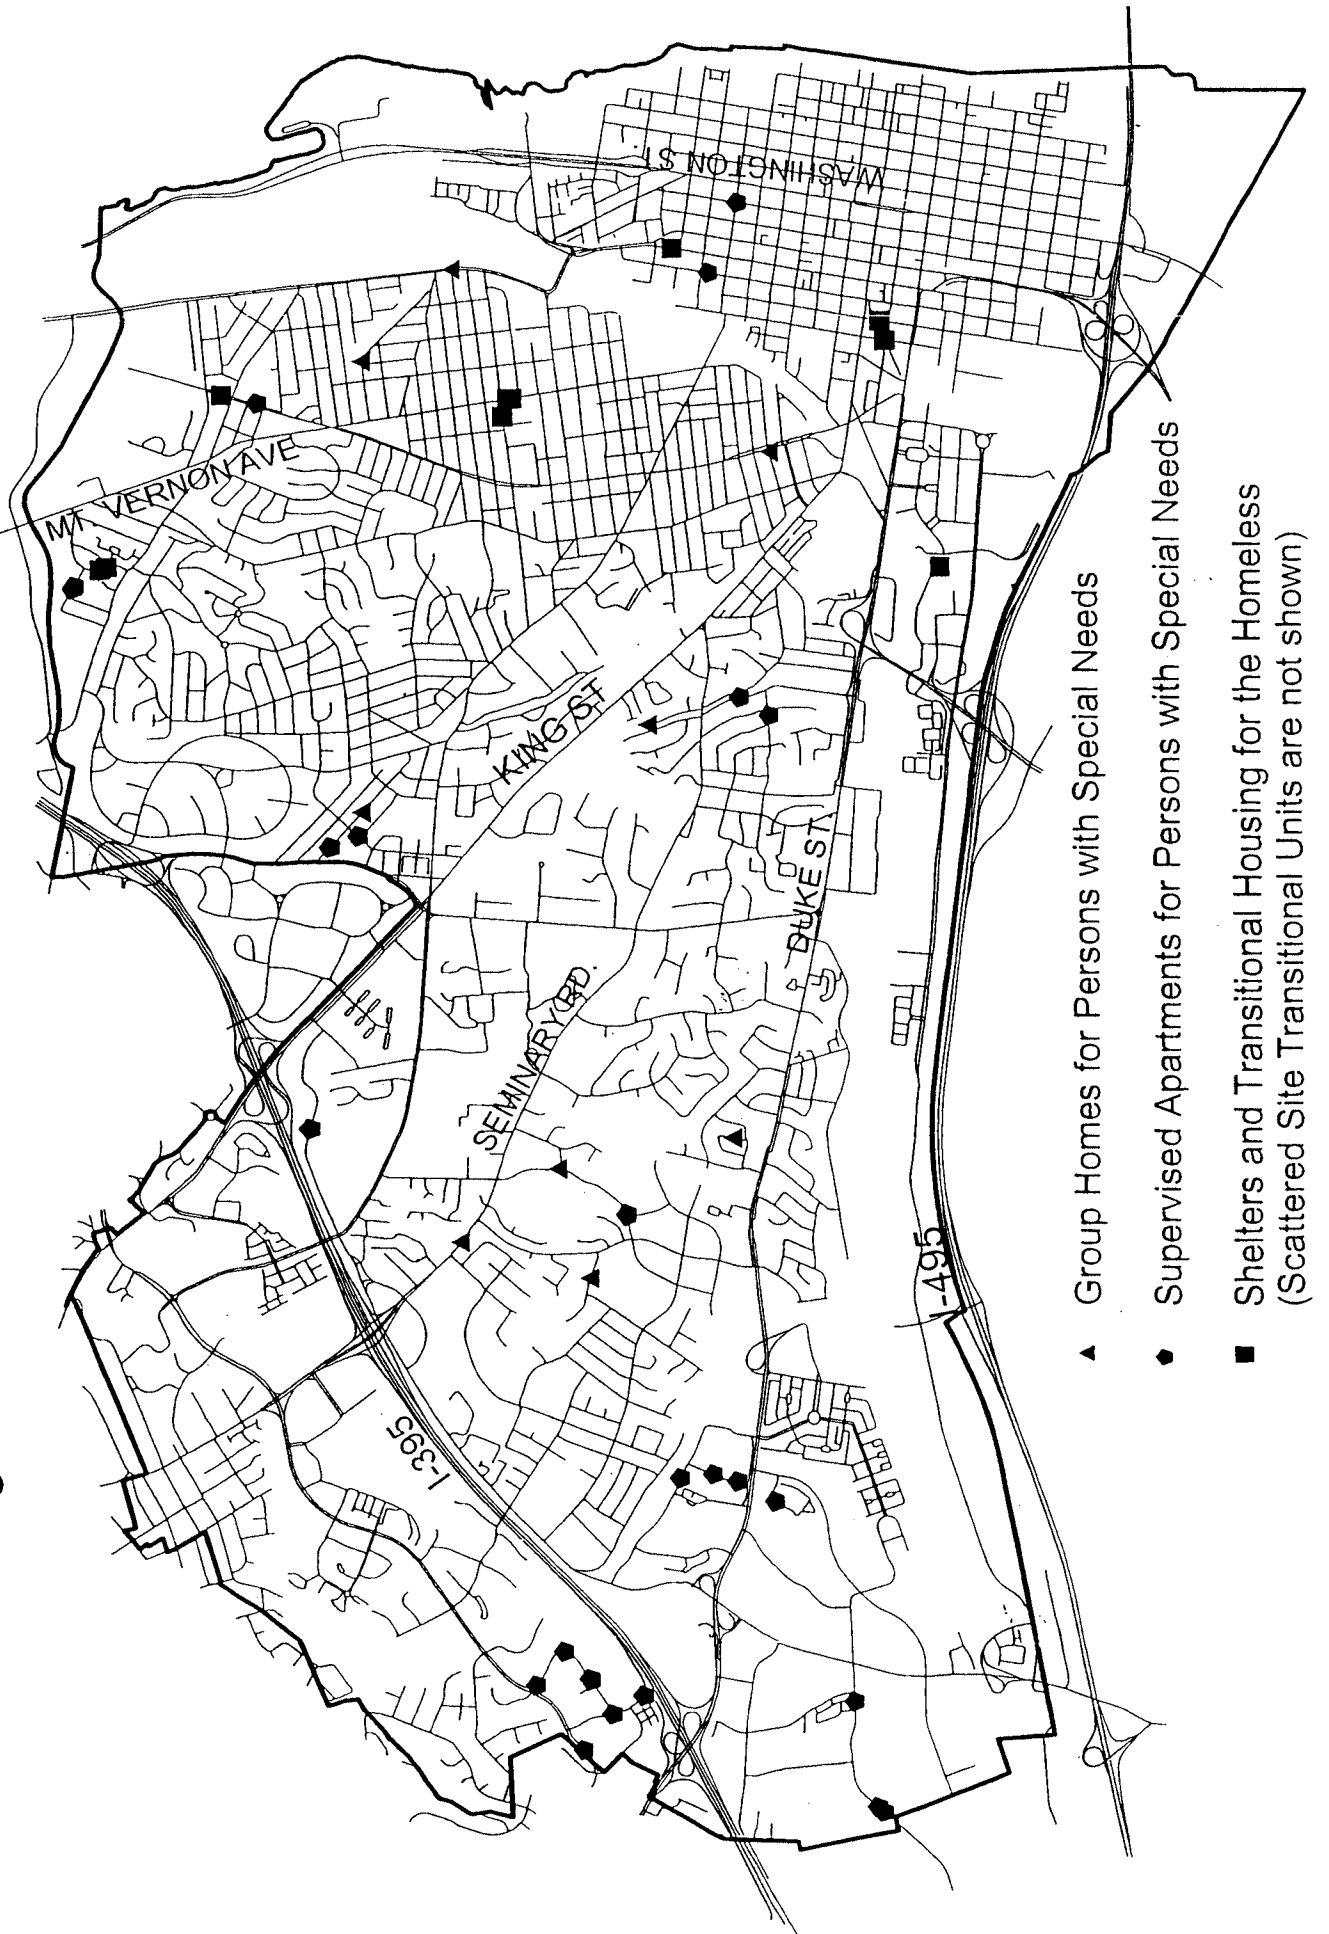 MT. VERNON AVE
WASHINGTON ST.
KING ST
SEMINARY RD.
DUKE ST.
I-395
I-495
Group Homes for Persons with Special Needs
Supervised Apartments for Persons with Special Needs
Shelters and Transitional Housing for the Homeless
(Scattered Site Transitional Units are not shown)